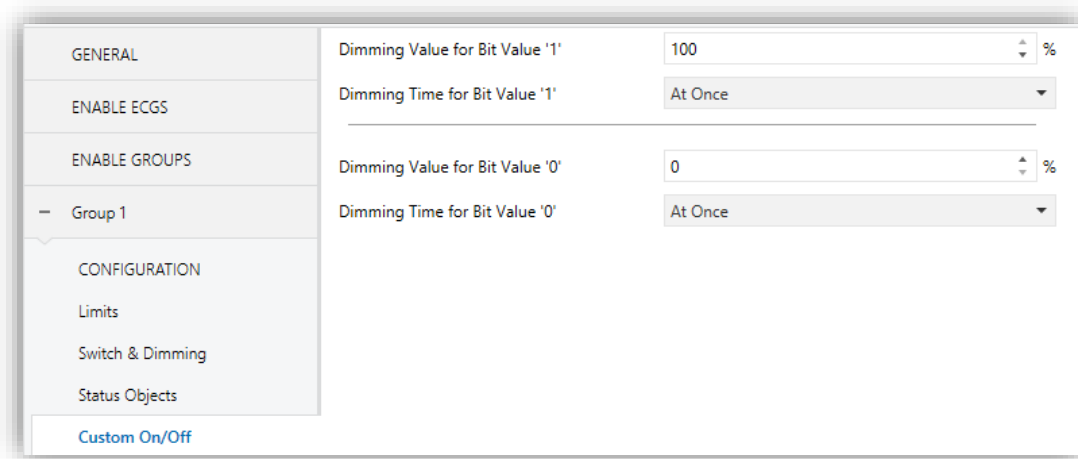 GENERAL
ENABLE ECGS
ENABLE GROUPS
− Group 1
CONFIGURATION
Limits
Switch & Dimming
Status Objects
Custom On/Off
Dimming Value for Bit Value '1' 100 %
Dimming Time for Bit Value '1' At Once
Dimming Value for Bit Value '0' 0 %
Dimming Time for Bit Value '0' At Once